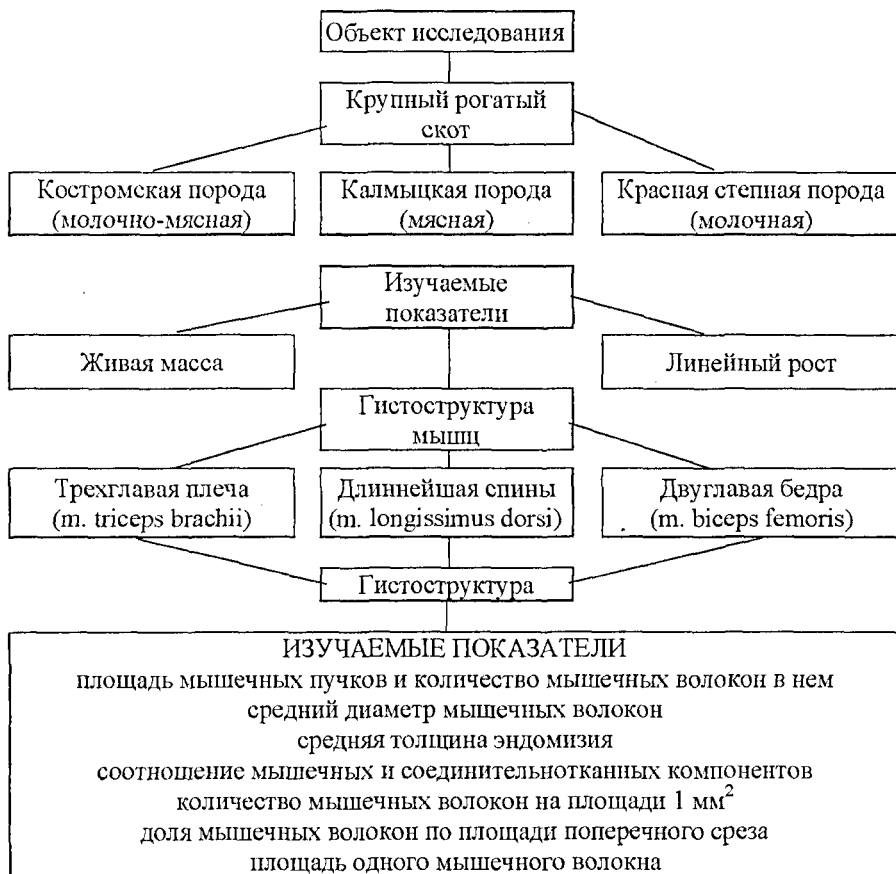 Объект исследования
Крупный рогатый
скот
Костромская порода
(молочно-мясная)
Калмыцкая порода
(мясная)
Красная степная порода
(молочная)
Изучаемые
показатели
Живая масса
Линейный рост
Гистоструктура
мышц
Трехглавая плеча
(m. triceps brachii)
Длиннейшая спины
(m. longissimus dorsi)
Двуглавая бедра
(m. biceps femoris)
Гистоструктура
ИЗУЧАЕМЫЕ ПОКАЗАТЕЛИ
площадь мышечных пучков и количество мышечных волокон в нем
средний диаметр мышечных волокон
средняя толщина эндомизия
соотношение мышечных и соединительнотканных компонентов
количество мышечных волокон на площади 1 мм²
доля мышечных волокон по площади поперечного среза
площадь одного мышечного волокна